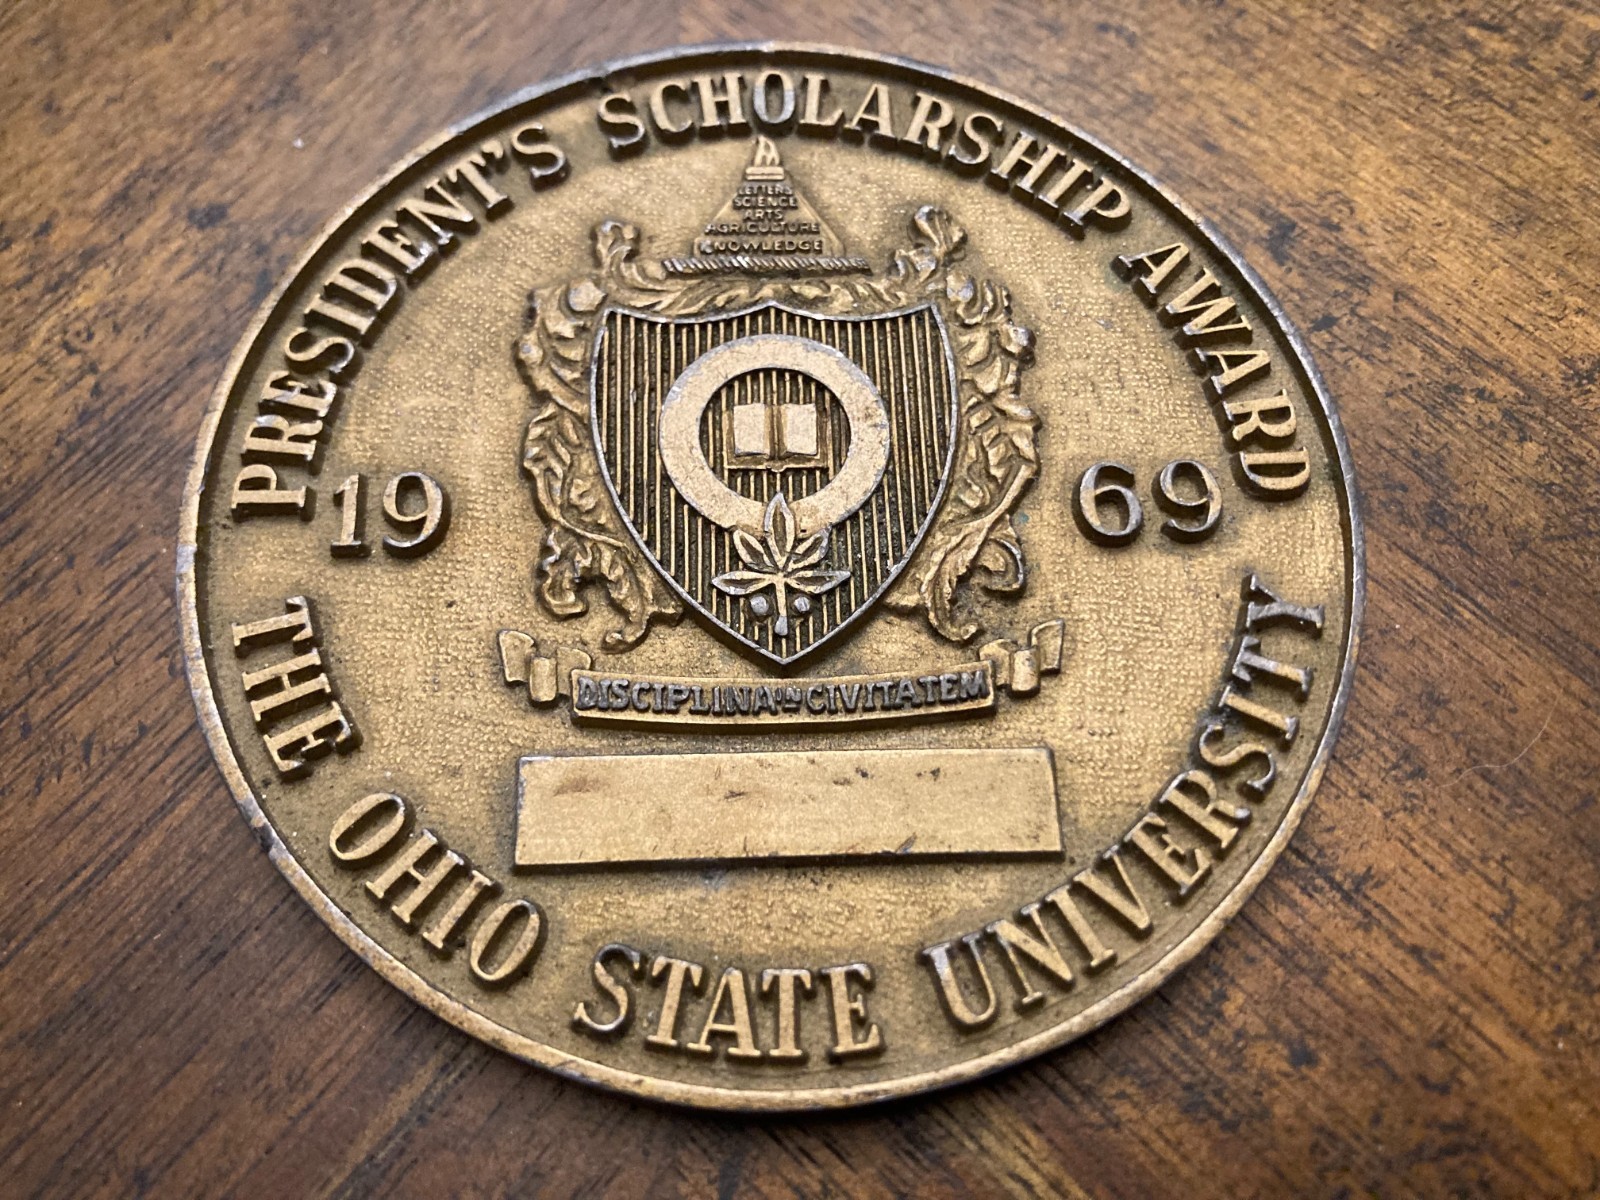 PRESIDENT'S SCHOLARSHIP AWARD
LETTERS
SCIENCE
ARTS
AGRICULTURE
KNOWLEDGE
19 69
DISCIPLINA IN CIVITATEM
THE OHIO STATE UNIVERSITY